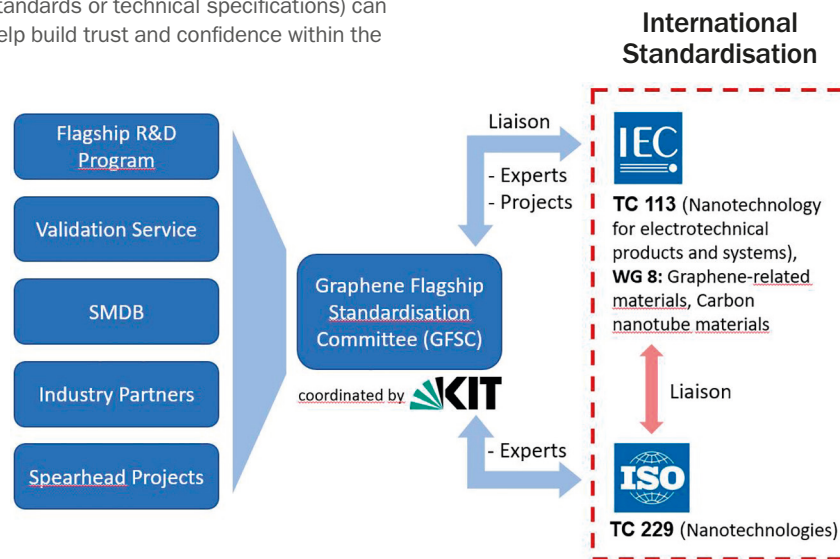 tandards or technical specifications) can
elp build trust and confidence within the
International
Standardisation
Flagship R&D
Program
Validation Service
SMDB
Industry Partners
Spearhead Projects
Graphene Flagship
Standardisation
Committee (GFSC)
coordinated by KIT
Liaison
- Experts
- Projects
- Experts
IEC
TC 113 (Nanotechnology
for electrotechnical
products and systems),
WG 8: Graphene-related
materials, Carbon
nanotube materials
Liaison
ISO
TC 229 (Nanotechnologies)